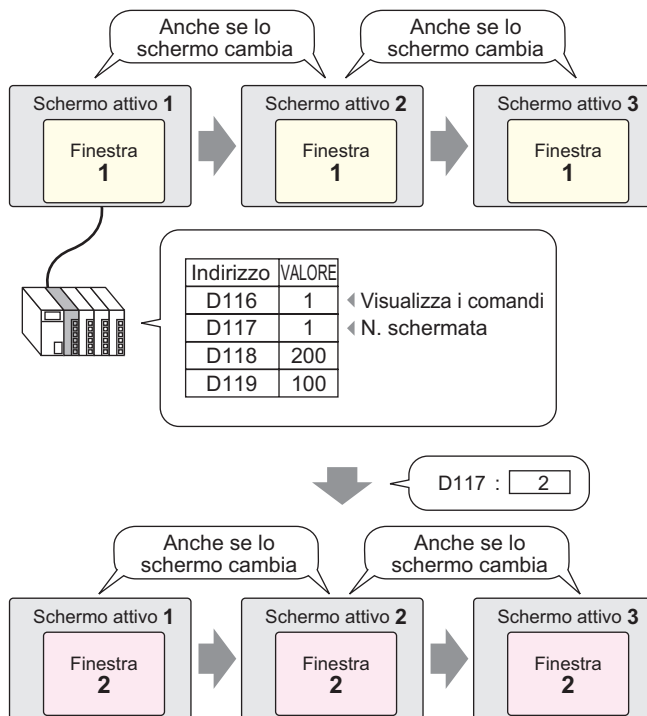 Anche se lo
schermo cambia
Anche se lo
schermo cambia
Schermo attivo 1
Finestra
1
Schermo attivo 2
Finestra
1
Schermo attivo 3
Finestra
1
Indirizzo VALORE
D116 1 Visualizza i comandi
D117 1 N. schermata
D118 200
D119 100
D117 : 2
Anche se lo
schermo cambia
Anche se lo
schermo cambia
Schermo attivo 1
Finestra
2
Schermo attivo 2
Finestra
2
Schermo attivo 3
Finestra
2